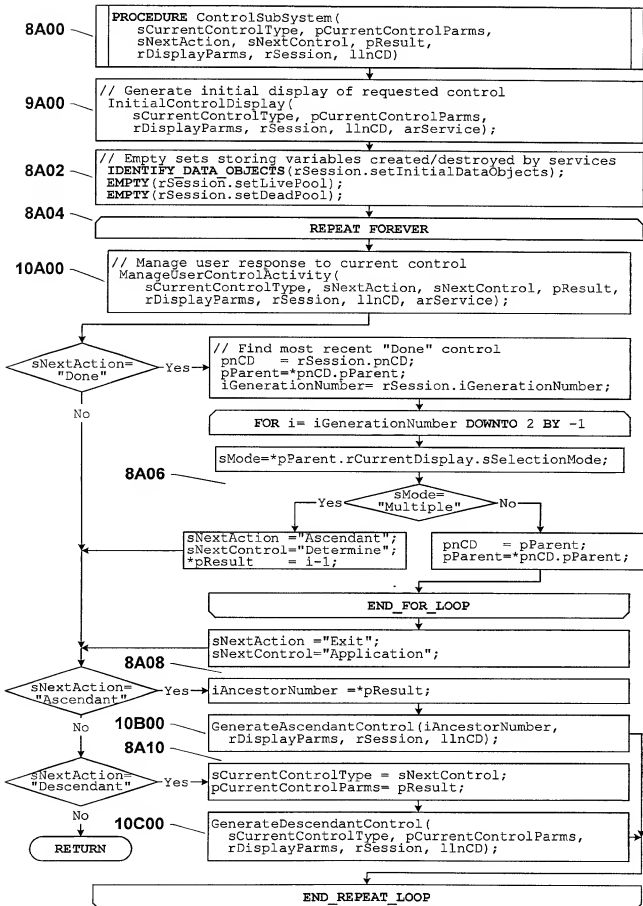 8A00
PROCEDURE ControlSubSystem(
sCurrentControlType, pCurrentControlParms,
sNextAction, sNextControl, pResult,
rDisplayParms, rSession, llnCD)
9A00
// Generate initial display of requested control
InitialControlDisplay(
sCurrentControlType, pCurrentControlParms,
rDisplayParms, rSession, llnCD, arService);
8A02
// Empty sets storing variables created/destroyed by services
IDENTIFY_DATA_OBJECTS(rSession.setInitialDataObjects);
EMPTY(rSession.setLivePool);
EMPTY(rSession.setDeadPool);
8A04
REPEAT FOREVER
10A00
// Manage user response to current control
ManageUserControlActivity(
sCurrentControlType, sNextAction, sNextControl, pResult,
rDisplayParms, rSession, llnCD, arService);
sNextAction=
"Done"
Yes
No
// Find most recent "Done" control
pnCD = rSession.pnCD;
pParent=*pnCD.pParent;
iGenerationNumber= rSession.iGenerationNumber;
FOR i= iGenerationNumber DOWNTO 2 BY -1
sMode=*pParent.rCurrentDisplay.sSelectionMode;
8A06
Yes
sMode=
"Multiple"
No
sNextAction ="Ascendant";
sNextControl="Determine";
*pResult = i-1;
pnCD = pParent;
pParent=*pnCD.pParent;
END_FOR_LOOP
sNextAction ="Exit";
sNextControl="Application";
8A08
sNextAction=
"Ascendant"
Yes
No
iAncestorNumber =*pResult;
10B00
GenerateAscendantControl(iAncestorNumber,
rDisplayParms, rSession, llnCD);
8A10
sNextAction=
"Descendant"
Yes
No
sCurrentControlType = sNextControl;
pCurrentControlParms= pResult;
10C00
GenerateDescendantControl(
sCurrentControlType, pCurrentControlParms,
rDisplayParms, rSession, llnCD);
RETURN
END_REPEAT_LOOP